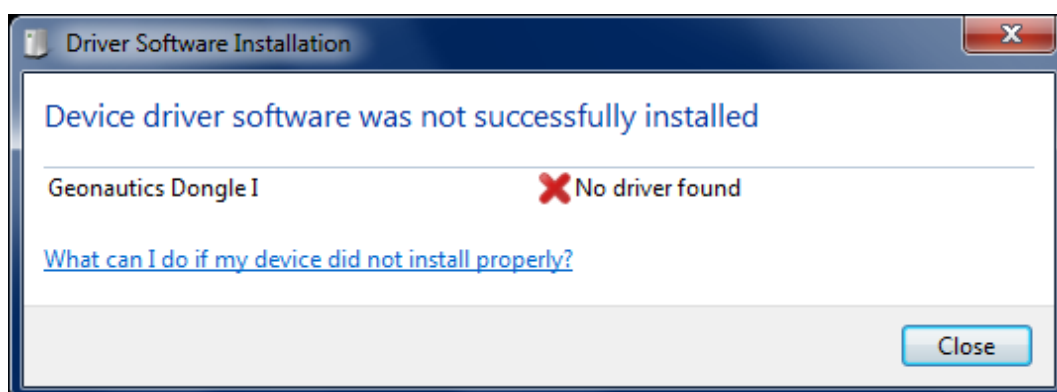 Driver Software Installation
Device driver software was not successfully installed
Geonautics Dongle I No driver found
What can I do if my device did not install properly?
Close